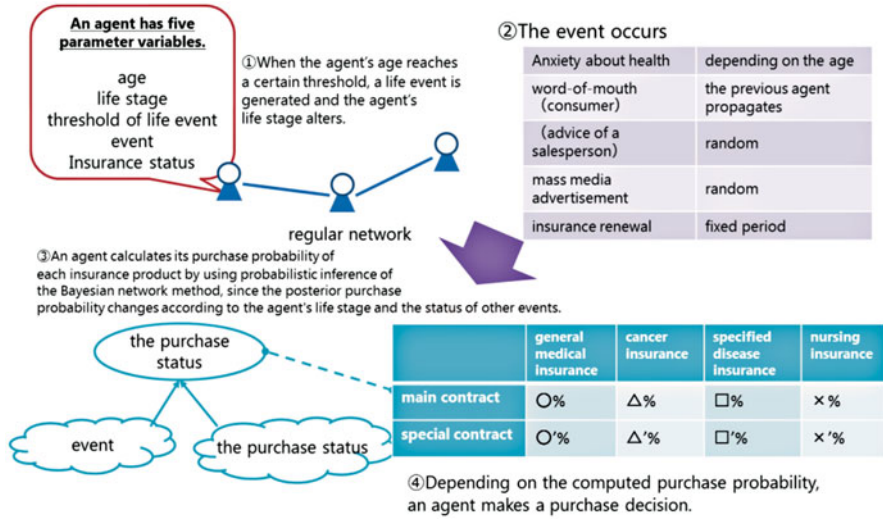 An agent has five
parameter variables.
age
life stage
threshold of life event
event
Insurance status
①When the agent's age reaches
a certain threshold, a life event is
generated and the agent's
life stage alters.
regular network
②The event occurs
Anxiety about health depending on the age
word-of-mouth the previous agent
(consumer) propagates
(advice of a
salesperson) random
mass media
advertisement random
insurance renewal fixed period
③An agent calculates its purchase probability of
each insurance product by using probabilistic inference of
the Bayesian network method, since the posterior purchase
probability changes according to the agent's life stage and the status of other events.
the purchase
status
event
the purchase status
general cancer specified nursing
medical insurance disease insurance
insurance insurance
main contract ○% △% □% ×%
special contract ○'% △'% □'% ×'%
④Depending on the computed purchase probability,
an agent makes a purchase decision.